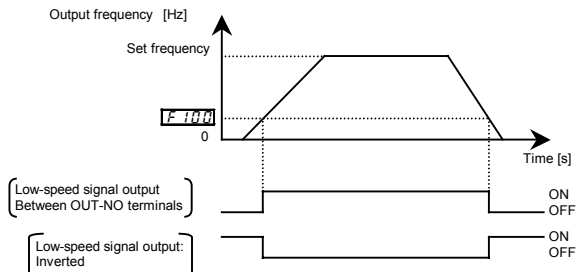 Output frequency [Hz]
Set frequency
F 100
0
Time [s]
Low-speed signal output
Between OUT-NO terminals
ON
OFF
Low-speed signal output:
Inverted
ON
OFF